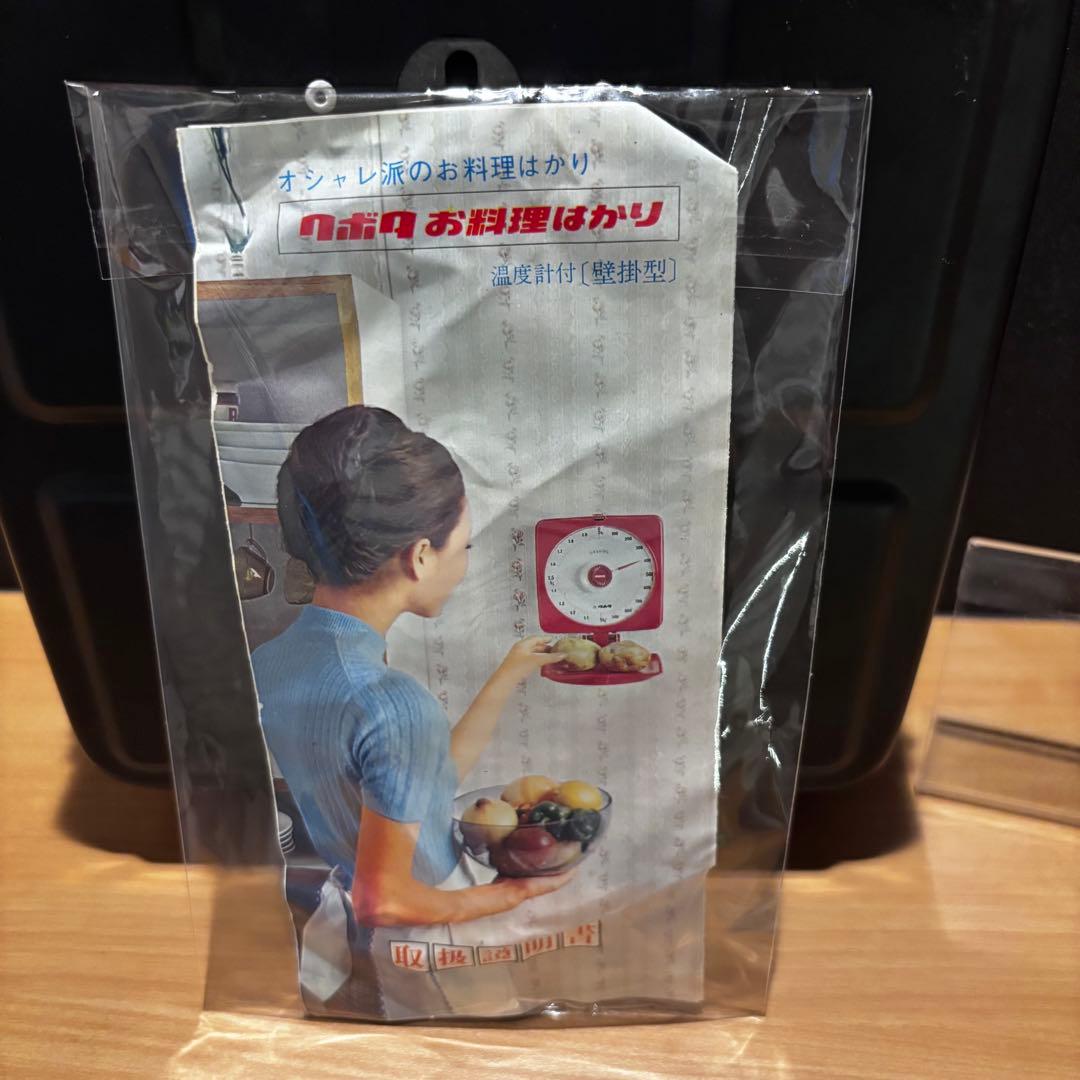 オシャレ派のお料理はかり
クボタ お料理はかり
温度計付〔壁掛型〕
取扱説明書